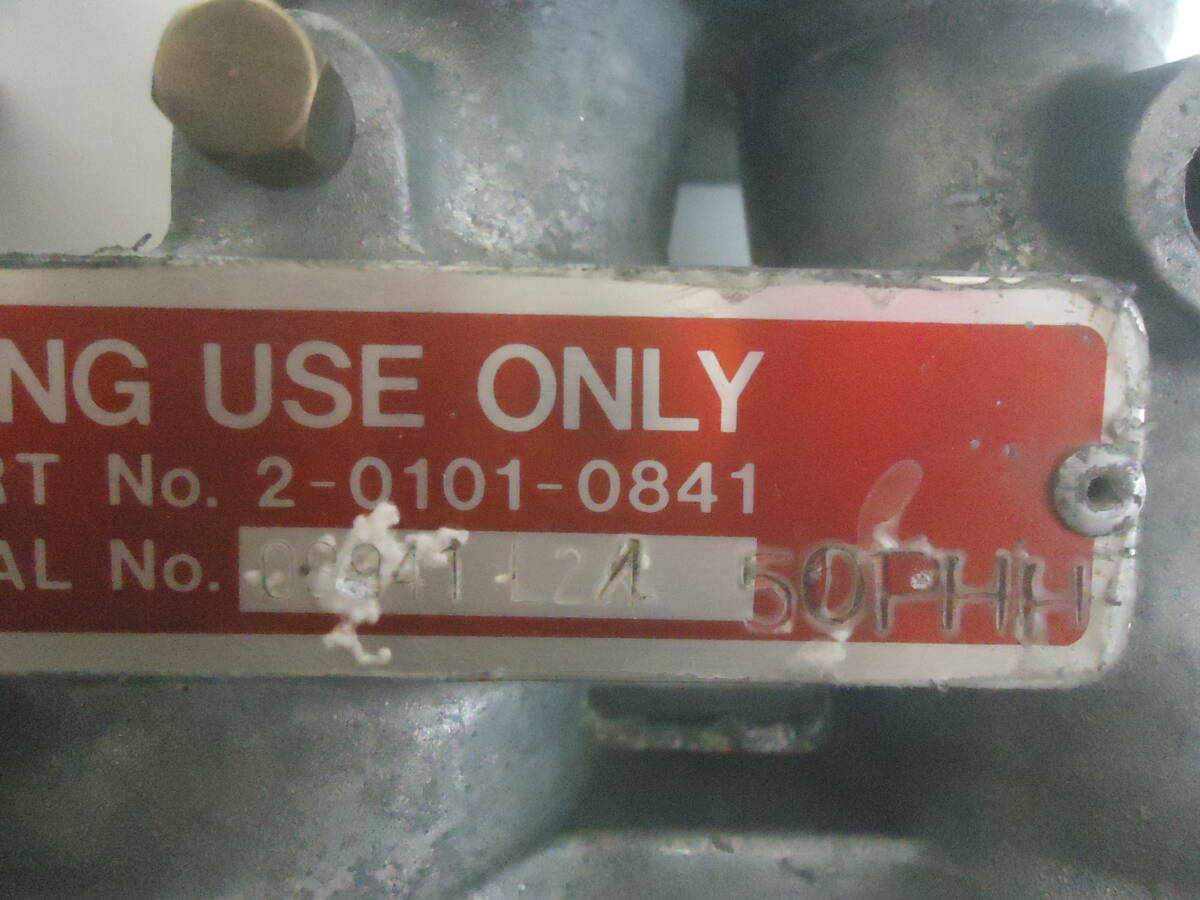 NG USE ONLY
RT No. 2-0101-0841
AL No. 50PHH